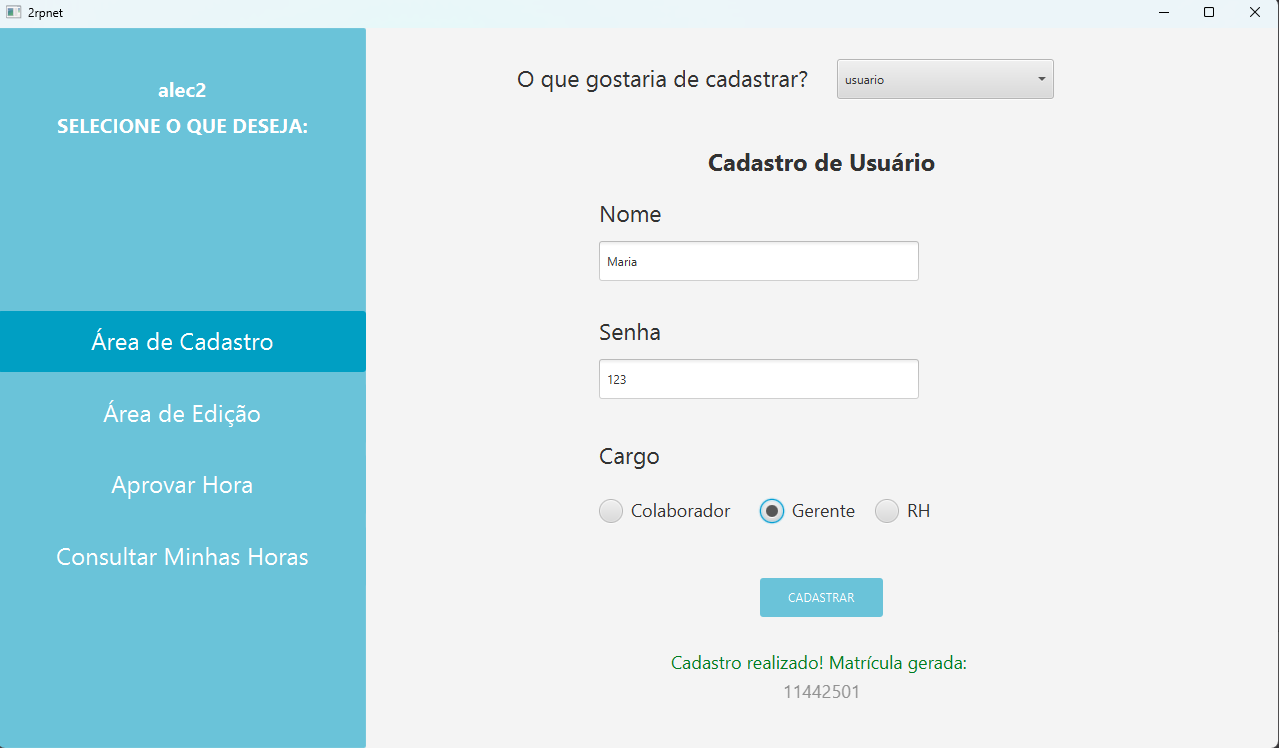 2rpnet
alec2
SELECIONE O QUE DESEJA:
Área de Cadastro
Área de Edição
Aprovar Hora
Consultar Minhas Horas
O que gostaria de cadastrar?
usuario
Cadastro de Usuário
Nome
Maria
Senha
123
Cargo
Colaborador
Gerente
RH
CADASTRAR
Cadastro realizado! Matrícula gerada:
11442501